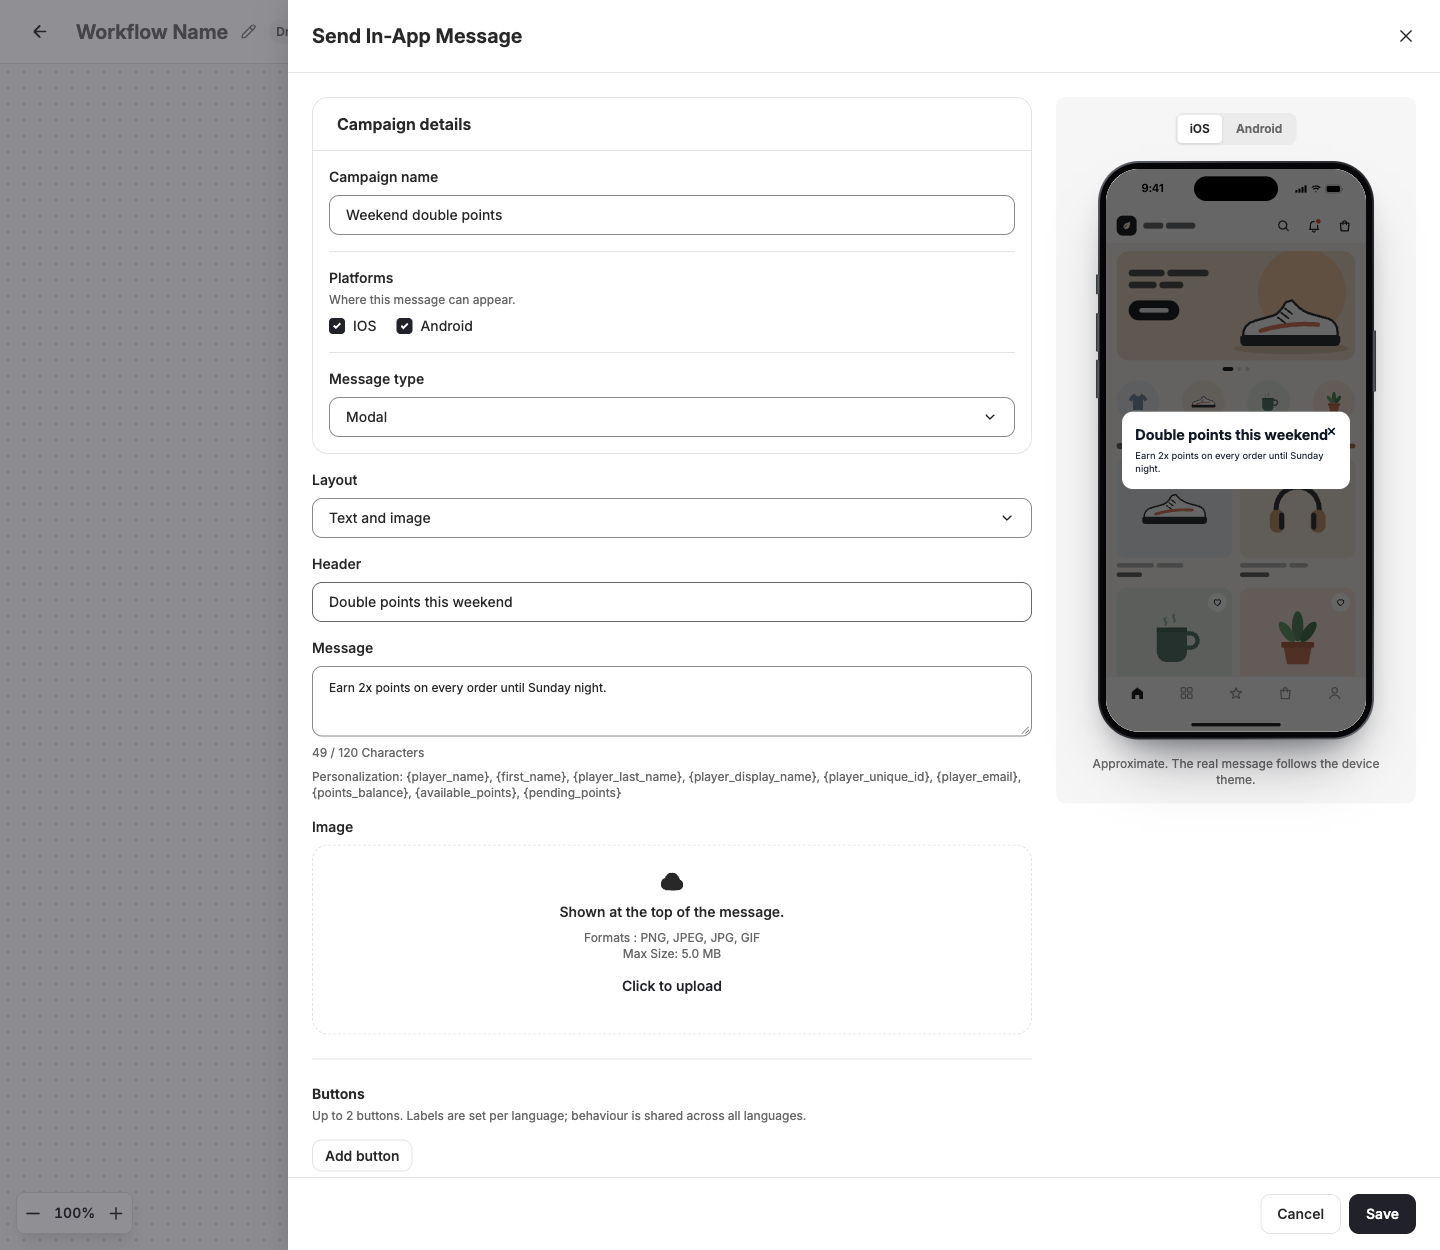 Workflow Name
Send In-App Message
Campaign details
Campaign name
Weekend double points
Platforms
Where this message can appear.
IOS
Android
Message type
Modal
Layout
Text and image
Header
Double points this weekend
Message
Earn 2x points on every order until Sunday night.
49 / 120 Characters
Personalization: {player_name}, {first_name}, {player_last_name}, {player_display_name}, {player_unique_id}, {player_email},
{points_balance}, {available_points}, {pending_points}
Image
Shown at the top of the message.
Formats : PNG, JPEG, JPG, GIF
Max Size: 5.0 MB
Click to upload
Buttons
Up to 2 buttons. Labels are set per language; behaviour is shared across all languages.
Add button
iOS
Android
9:41
Double points this weekend
Earn 2x points on every order until Sunday
night.
Approximate. The real message follows the device
theme.
100%
Cancel
Save